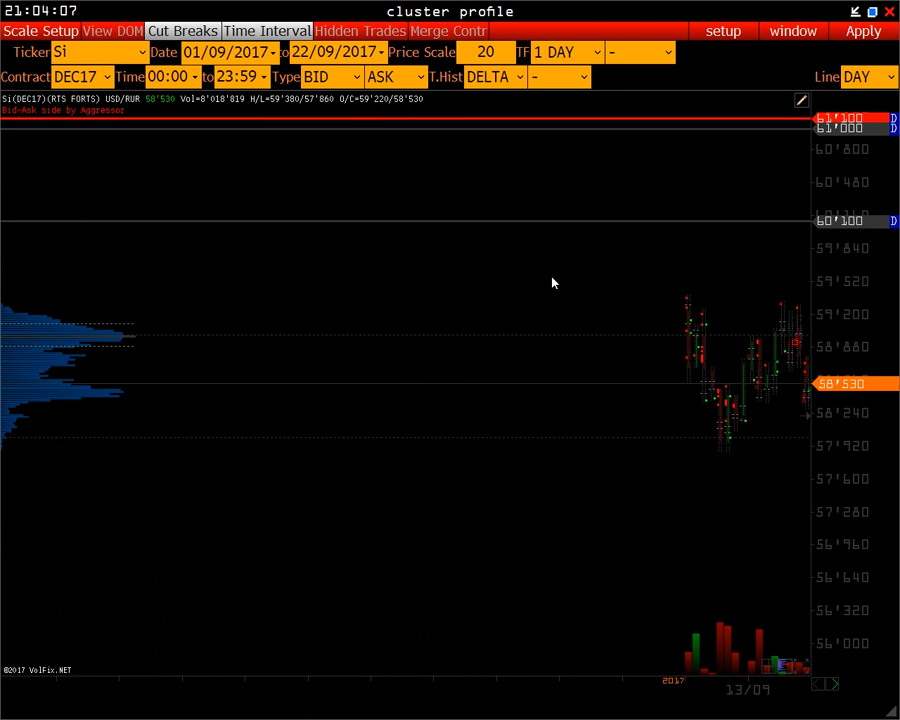 21:04:07 cluster profile
Scale Setup View DOM Cut Breaks Time Interval Hidden Trades Merge Contr setup window Apply
Ticker Si Date 01/09/2017 to 22/09/2017 Price Scale 20 TF 1 DAY -
Contract DEC17 Time 00:00 to 23:59 Type BID ASK T.Hist DELTA - Line DAY
Si(DEC17)(RTS FORTS) USD/RUR 58'530 Vol=8'018'819 H/L=59'380/57'860 O/C=59'220/58'530
Bid-Ask side by Aggressor
61'100 D
61'000 D
60'800
60'480
60'100 D
59'840
59'520
59'200
58'880
58'530
58'240
57'920
57'600
57'280
56'960
56'640
56'320
56'000
©2017 VolFix.NET
2017
13/09